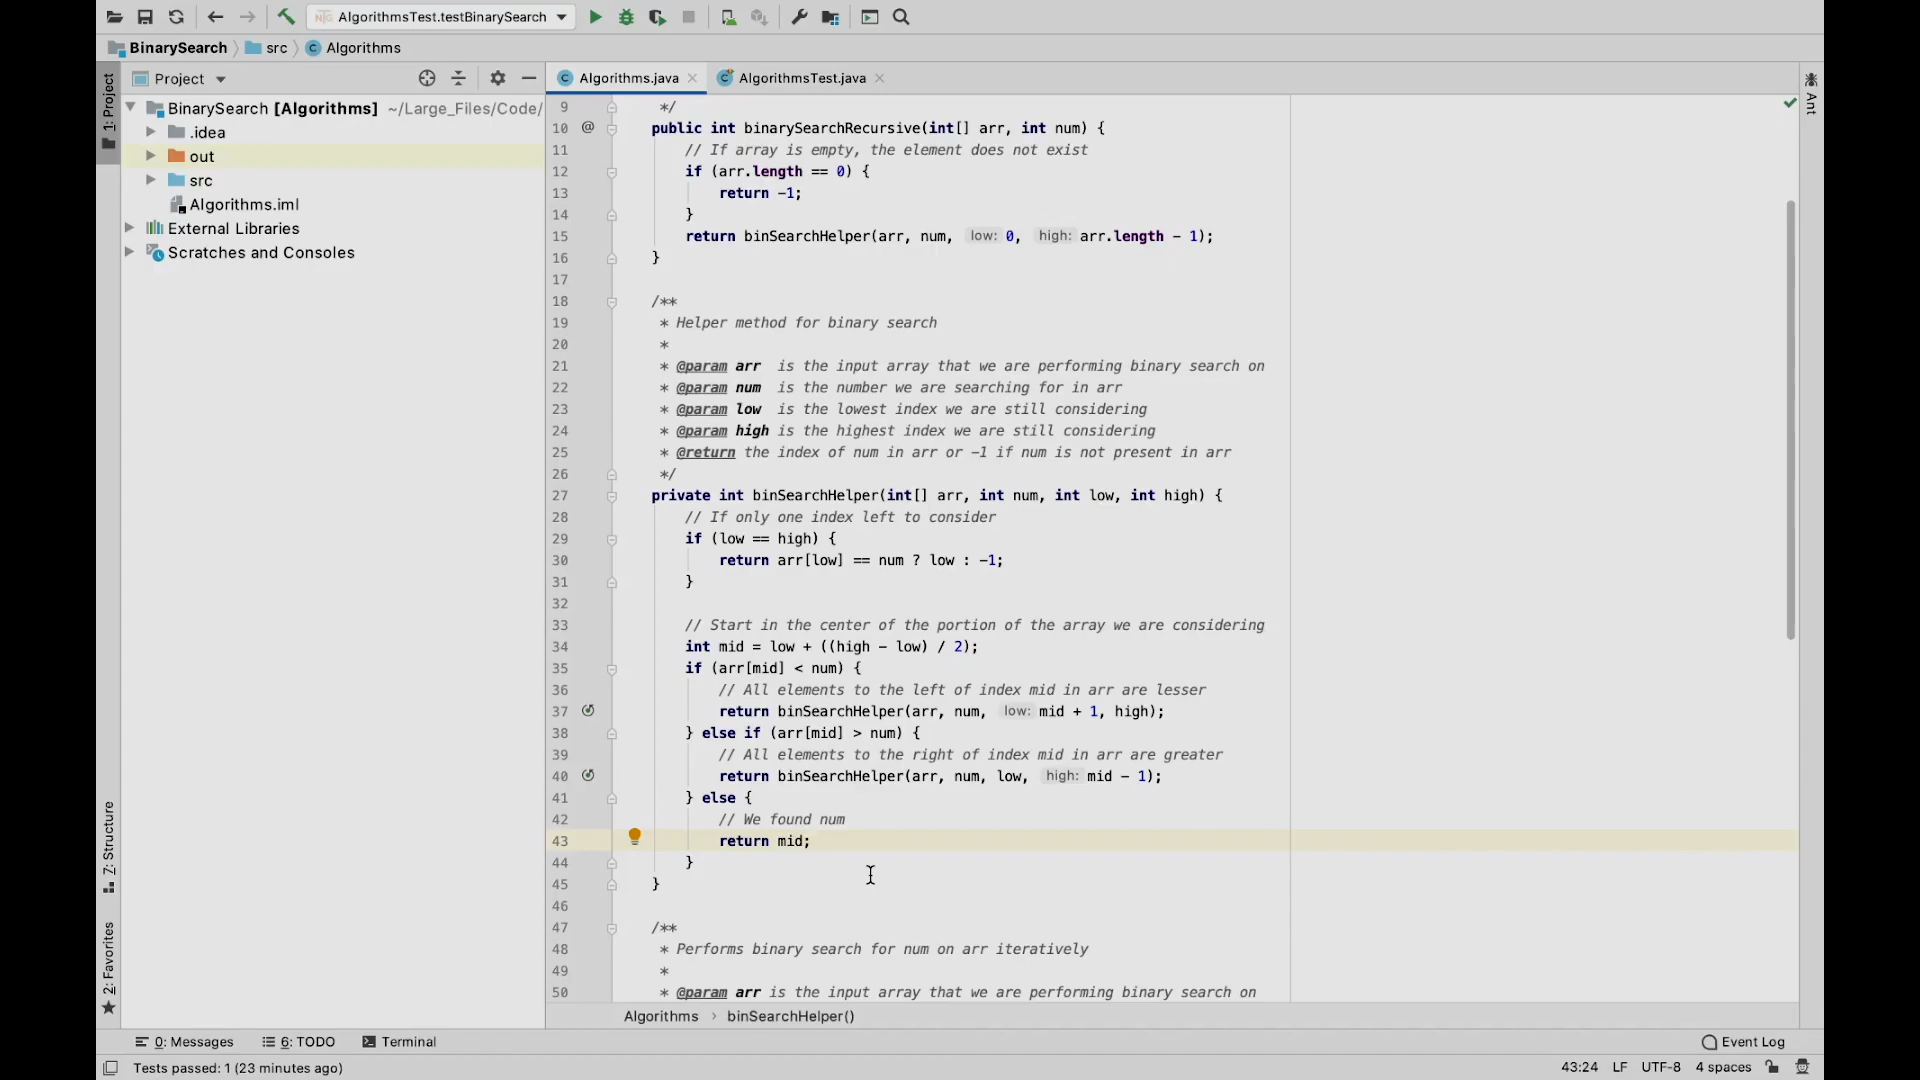 AlgorithmsTest.testBinarySearch
BinarySearch src Algorithms
1: Project
Project
Algorithms.java
AlgorithmsTest.java
Ant
BinarySearch [Algorithms] ~/Large_Files/Code/
.idea
out
src
Algorithms.iml
External Libraries
Scratches and Consoles
9 */
10 @ public int binarySearchRecursive(int[] arr, int num) {
11 // If array is empty, the element does not exist
12 if (arr.length == 0) {
13 return -1;
14 }
15 return binSearchHelper(arr, num, low: 0, high: arr.length - 1);
16 }
17
18 /**
19 * Helper method for binary search
20 *
21 * @param arr is the input array that we are performing binary search on
22 * @param num is the number we are searching for in arr
23 * @param low is the lowest index we are still considering
24 * @param high is the highest index we are still considering
25 * @return the index of num in arr or -1 if num is not present in arr
26 */
27 private int binSearchHelper(int[] arr, int num, int low, int high) {
28 // If only one index left to consider
29 if (low == high) {
30 return arr[low] == num ? low : -1;
31 }
32
33 // Start in the center of the portion of the array we are considering
34 int mid = low + ((high - low) / 2);
35 if (arr[mid] < num) {
36 // All elements to the left of index mid in arr are lesser
37 return binSearchHelper(arr, num, low: mid + 1, high);
38 } else if (arr[mid] > num) {
39 // All elements to the right of index mid in arr are greater
40 return binSearchHelper(arr, num, low, high: mid - 1);
41 } else {
42 // We found num
43 return mid;
44 }
45 }
46
47 /**
48 * Performs binary search for num on arr iteratively
49 *
50 * @param arr is the input array that we are performing binary search on
7: Structure
2: Favorites
Algorithms › binSearchHelper()
0: Messages 6: TODO Terminal Event Log
Tests passed: 1 (23 minutes ago) 43:24 LF UTF-8 4 spaces